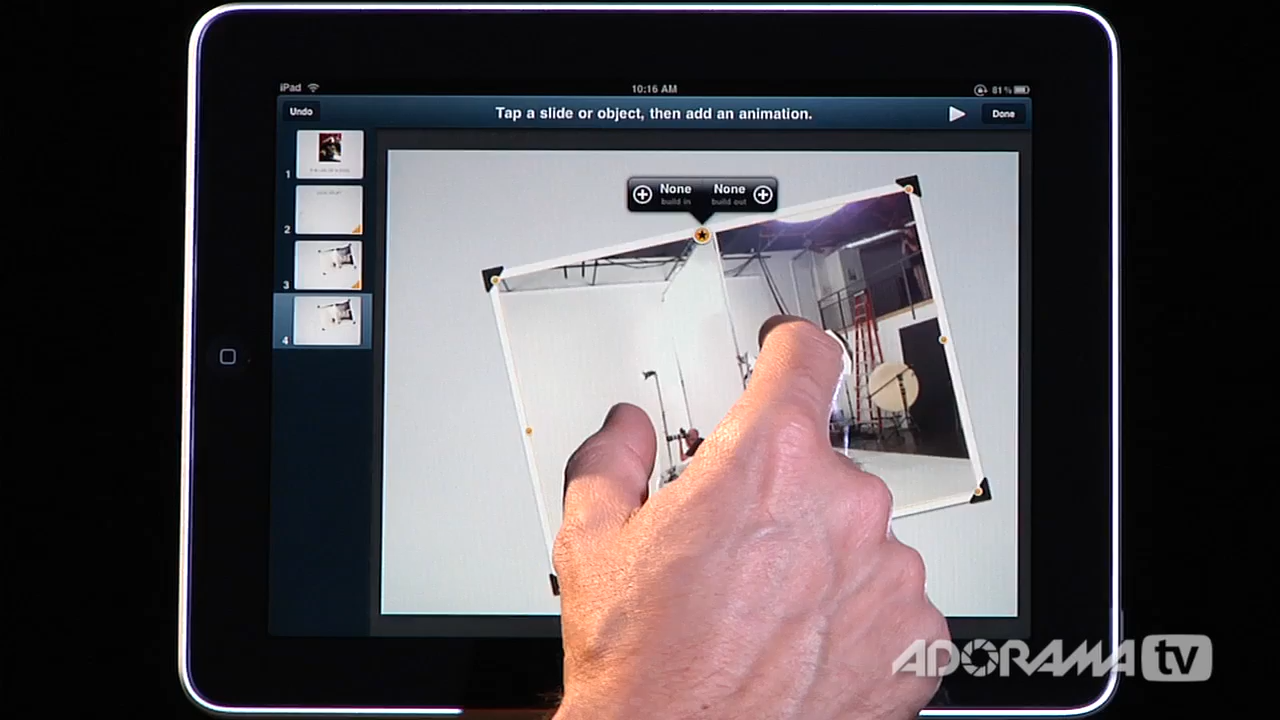 iPad
10:16 AM
81%
Undo
Tap a slide or object, then add an animation.
Done
1
2
3
4
None
build in
None
build out
ADORAMA tv